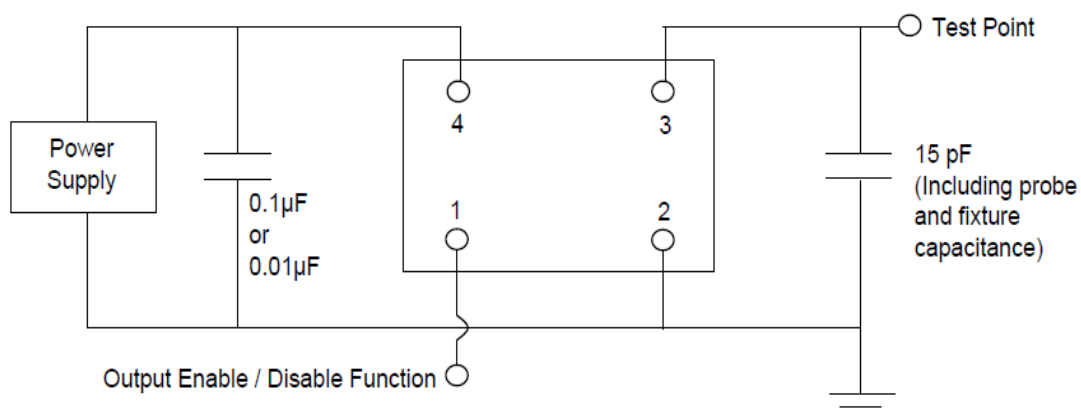 Test Point
4
3
Power
Supply
15 pF
(Including probe
and fixture
capacitance)
0.1µF
or
0.01µF
1
2
Output Enable / Disable Function